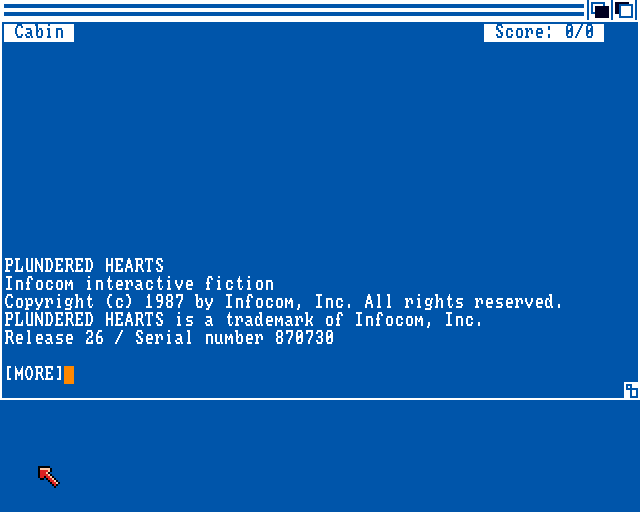 Cabin Score: 0/0
PLUNDERED HEARTS
Infocom interactive fiction
Copyright (c) 1987 by Infocom, Inc. All rights reserved.
PLUNDERED HEARTS is a trademark of Infocom, Inc.
Release 26 / Serial number 870730
[MORE]